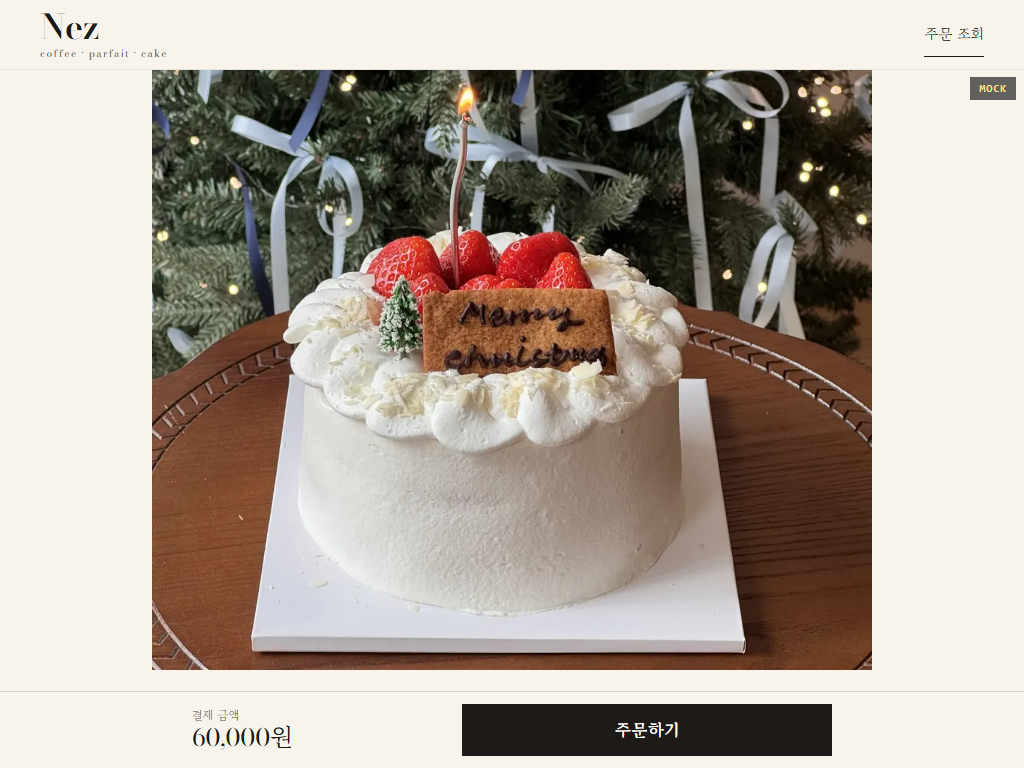 Nez
coffee · parfait · cake
주문 조회
MOCK
Merry
christmas
결제 금액
60,000원
주문하기